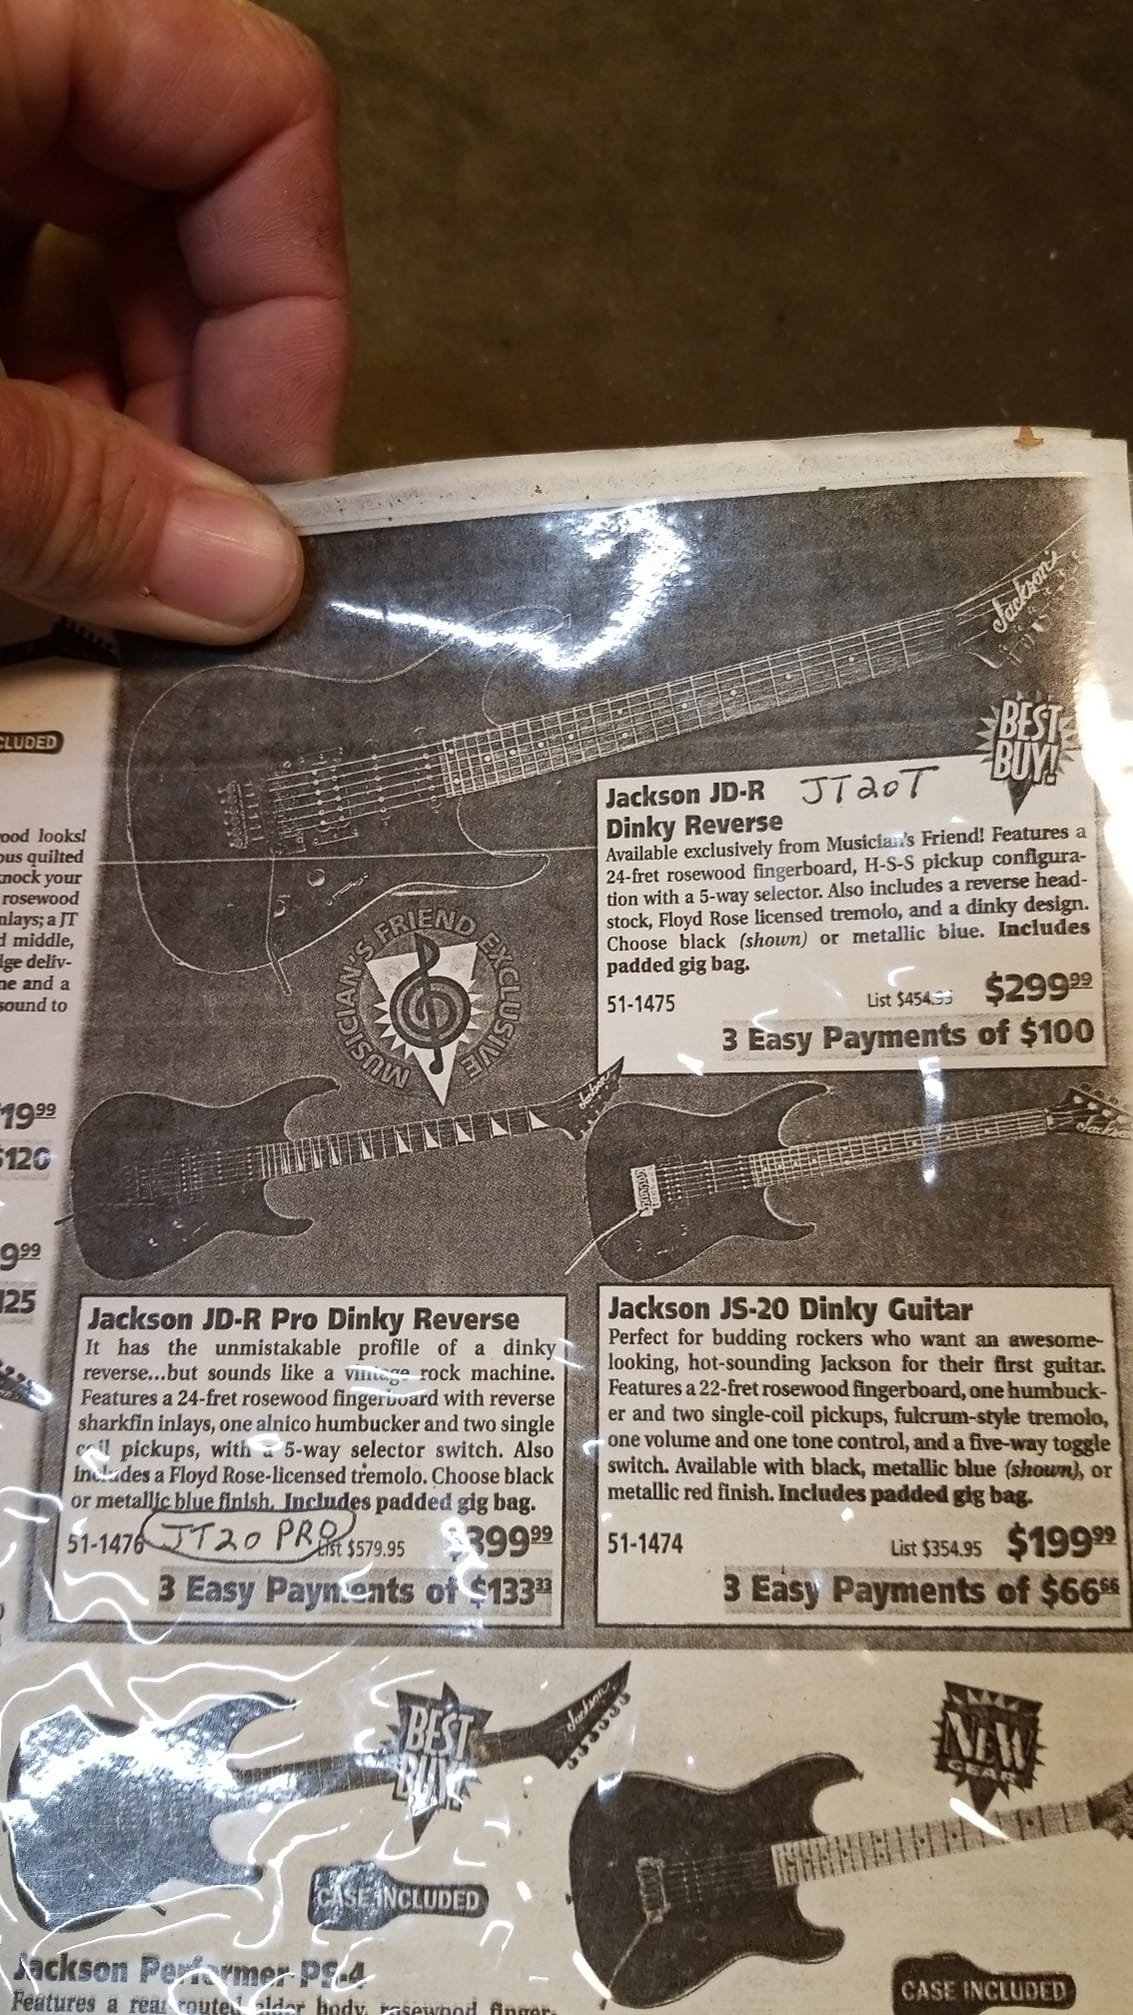 Jackson
BEST
BUY!
Jackson JD-R JT20T
Dinky Reverse
Available exclusively from Musician's Friend! Features a
24-fret rosewood fingerboard, H-S-S pickup configura-
tion with a 5-way selector. Also includes a reverse head-
stock, Floyd Rose licensed tremolo, and a dinky design.
Choose black (shown) or metallic blue. Includes
padded gig bag.
51-1475 List $454.95 $299.99
3 Easy Payments of $100
MUSICIAN'S FRIEND EXCLUSIVE
CLUDED
ood looks!
ous quilted
knock your
rosewood
nlays; a JT
d middle,
dge deliv-
ne and a
sound to
19.99
$120
9.99
125
Jackson
Jackson
Jackson JD-R Pro Dinky Reverse
It has the unmistakable profile of a dinky
reverse...but sounds like a vintage rock machine.
Features a 24-fret rosewood fingerboard with reverse
sharkfin inlays, one alnico humbucker and two single
coil pickups, with a 5-way selector switch. Also
includes a Floyd Rose-licensed tremolo. Choose black
or metallic blue finish. Includes padded gig bag.
51-1476 JT20 PRO List $579.95 $399.99
3 Easy Payments of $133.33
Jackson JS-20 Dinky Guitar
Perfect for budding rockers who want an awesome-
looking, hot-sounding Jackson for their first guitar.
Features a 22-fret rosewood fingerboard, one humbuck-
er and two single-coil pickups, fulcrum-style tremolo,
one volume and one tone control, and a five-way toggle
switch. Available with black, metallic blue (shown), or
metallic red finish. Includes padded gig bag.
51-1474 List $354.95 $199.99
3 Easy Payments of $66.66
Jackson
BEST
BUY!
NEW
GEAR
CASE INCLUDED
CASE INCLUDED
Jackson Performer PS-4
Features a rear-routed alder body, rosewood finger-